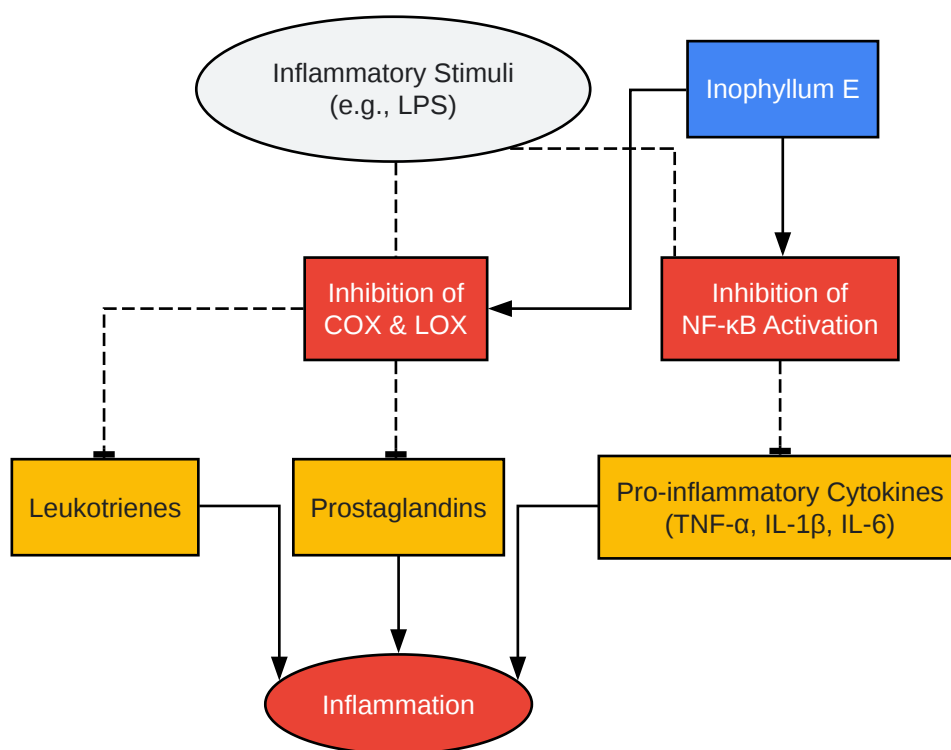 Inflammatory Stimuli
(e.g., LPS)
Inophyllum E
Inhibition of
COX & LOX
Inhibition of
NF-κB Activation
Leukotrienes
Prostaglandins
Pro-inflammatory Cytokines
(TNF-α, IL-1β, IL-6)
Inflammation